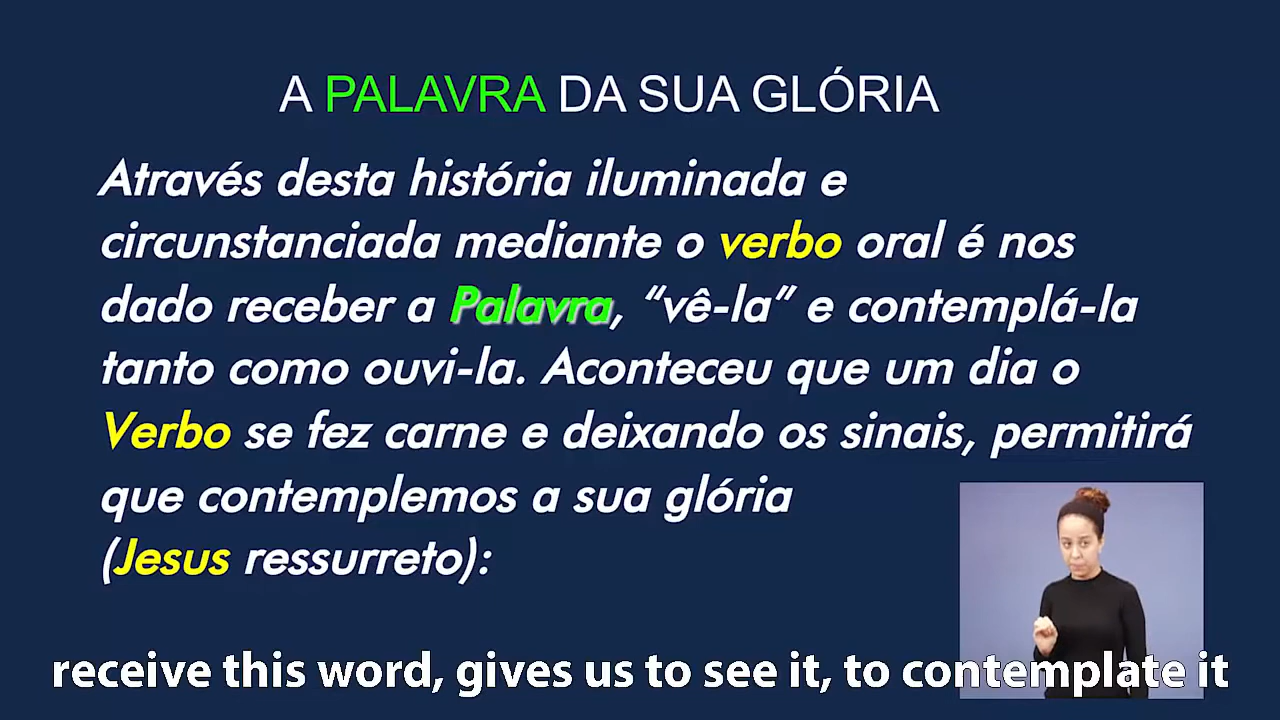 A PALAVRA DA SUA GLÓRIA
Através desta história iluminada e
circunstanciada mediante o verbo oral é nos
dado receber a Palavra, “vê-la” e contemplá-la
tanto como ouvi-la. Aconteceu que um dia o
Verbo se fez carne e deixando os sinais, permitirá
que contemplemos a sua glória
(Jesus ressurreto):
receive this word, gives us to see it, to contemplate it